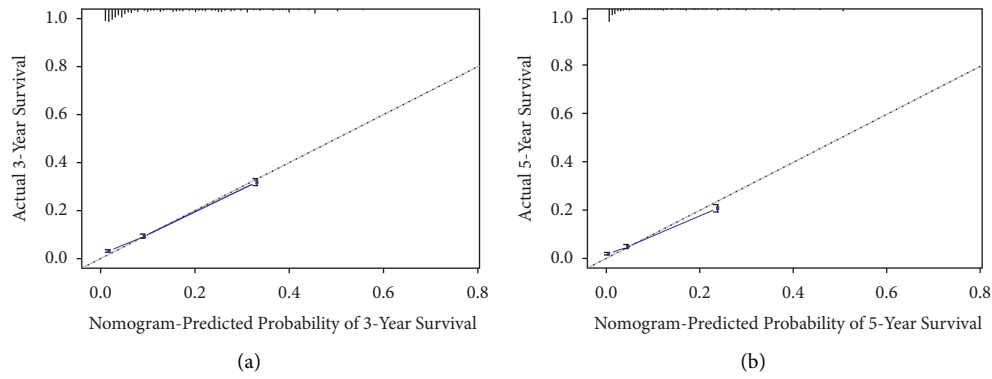 1.0
0.8
0.6
0.4
0.2
0.0
Actual 3-Year Survival
0.0 0.2 0.4 0.6 0.8
Nomogram-Predicted Probability of 3-Year Survival
(a)
1.0
0.8
0.6
0.4
0.2
0.0
Actual 5-Year Survival
0.0 0.2 0.4 0.6 0.8
Nomogram-Predicted Probability of 5-Year Survival
(b)